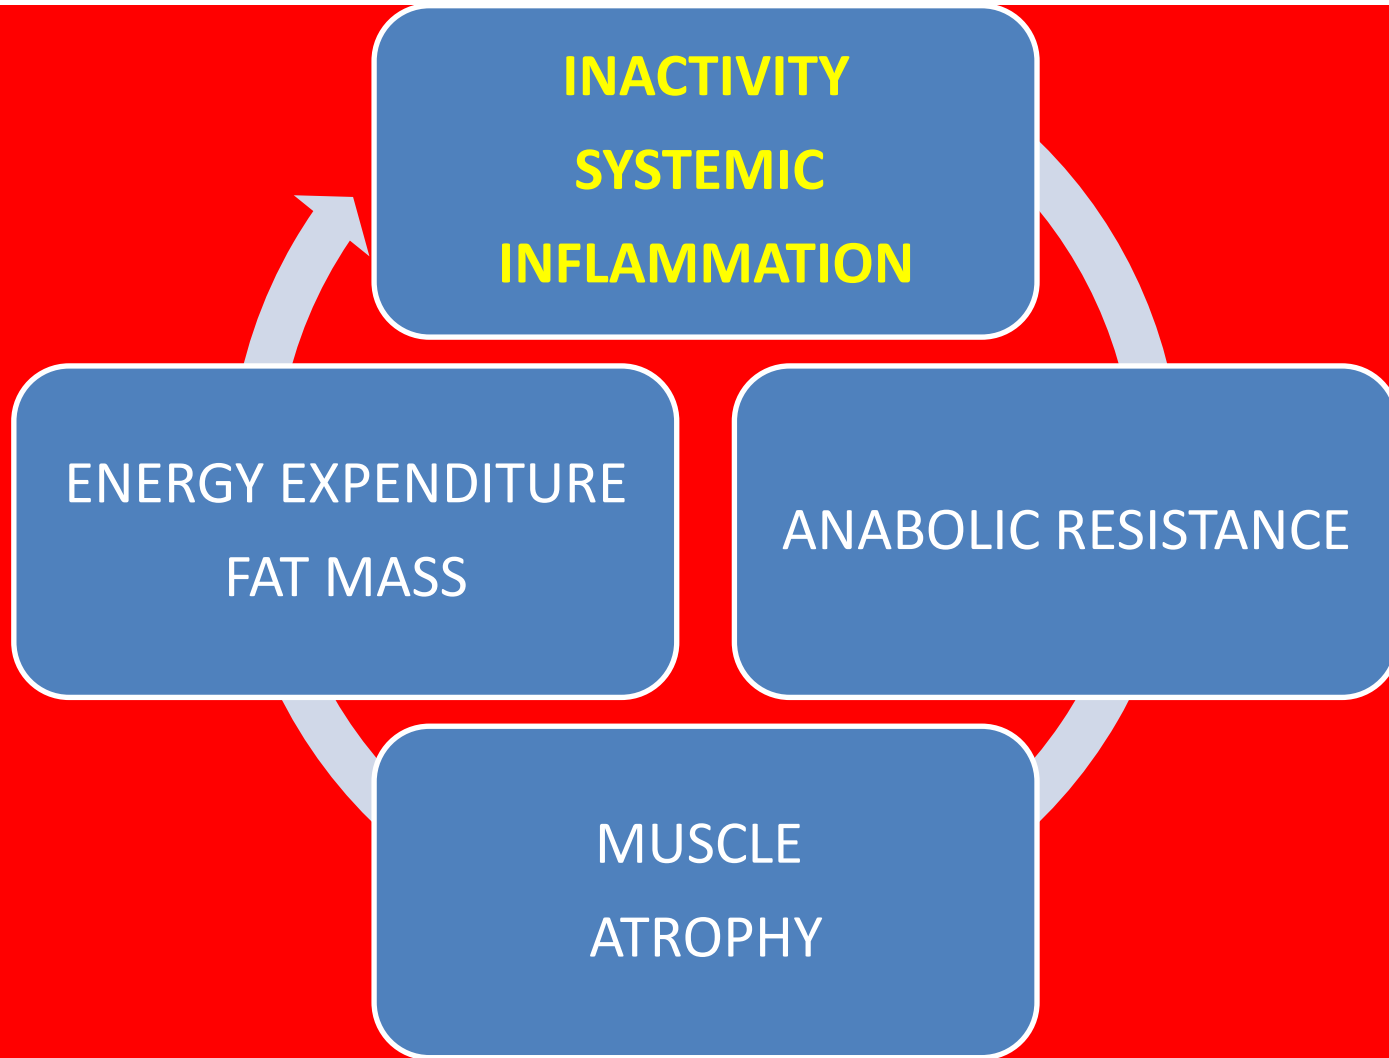 INACTIVITY
SYSTEMIC
INFLAMMATION
ENERGY EXPENDITURE
FAT MASS
ANABOLIC RESISTANCE
MUSCLE
ATROPHY